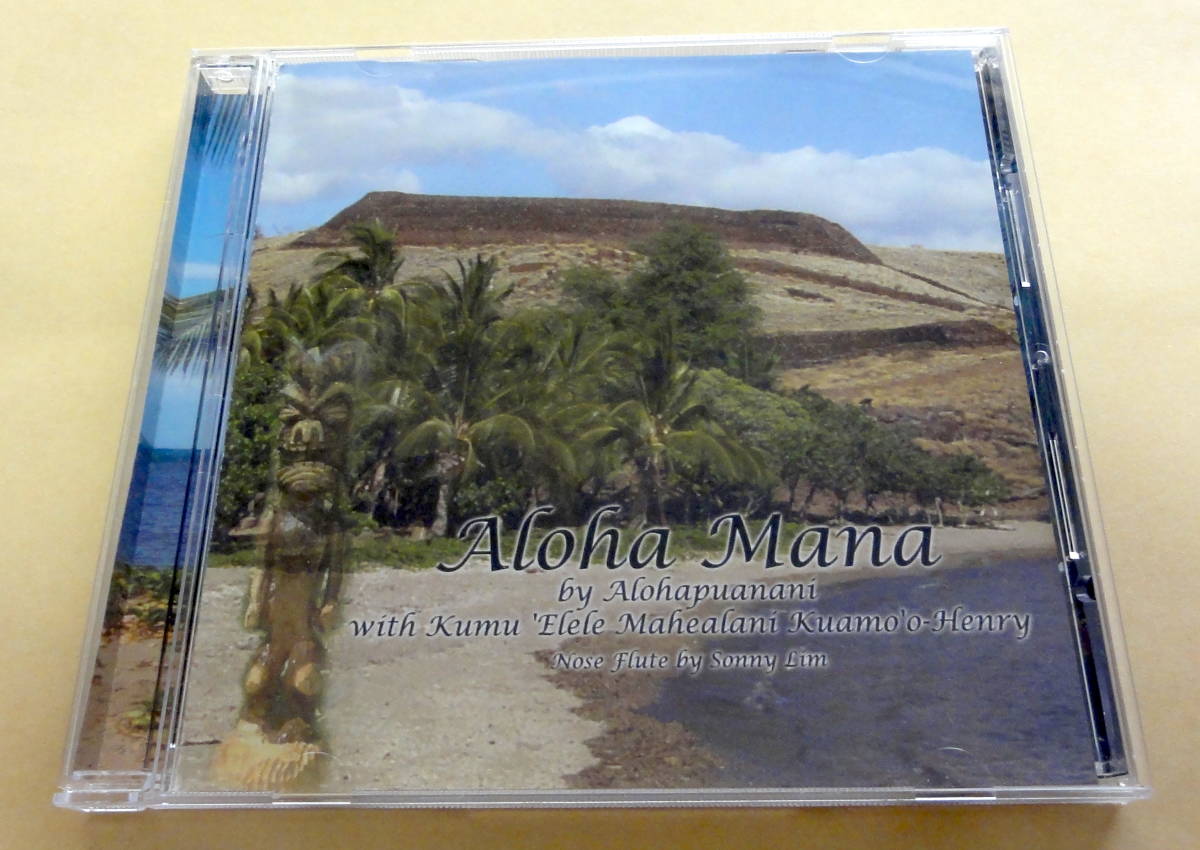 Aloha Mana
by Alohapuanani
with Kumu 'Elele Mahealani Kuamo'o-Henry
Nose Flute by Sonny Lim